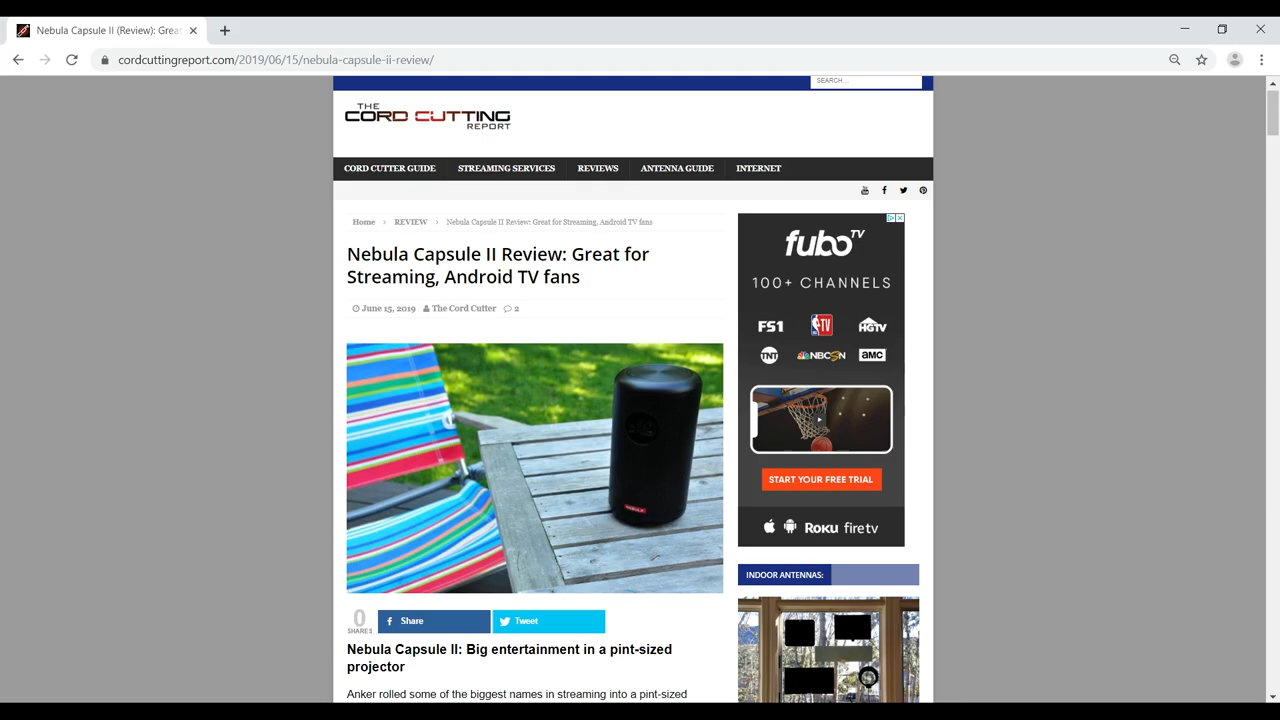 Nebula Capsule II (Review): Grea
cordcuttingreport.com/2019/06/15/nebula-capsule-ii-review/
SEARCH …
THE
CORD CUTTING
REPORT
CORD CUTTER GUIDE STREAMING SERVICES REVIEWS ANTENNA GUIDE INTERNET
Home › REVIEW › Nebula Capsule II Review: Great for Streaming, Android TV fans
Nebula Capsule II Review: Great for
Streaming, Android TV fans
June 15, 2019 The Cord Cutter 2
NEBULA
0
SHARES
Share
Tweet
Nebula Capsule II: Big entertainment in a pint-sized
projector
Anker rolled some of the biggest names in streaming into a pint-sized
fuboTV
100+ CHANNELS
FS1 TV HGTV
TNT NBCSN amc
START YOUR FREE TRIAL
Roku firetv
INDOOR ANTENNAS: